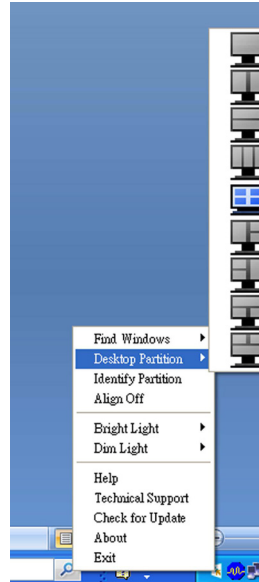 Find Windows
Desktop Partition
Identify Partition
Align Off
Bright Light
Dim Light
Help
Technical Support
Check for Update
About
Exit